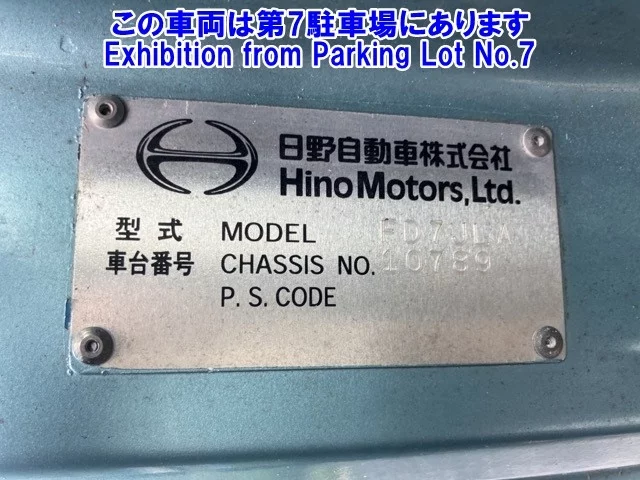 この車両は第7駐車場にあります
Exhibition from Parking Lot No.7
日野自動車株式会社
Hino Motors, Ltd.
型式 MODEL FD7JLA
車台番号 CHASSIS NO. 10789
P. S. CODE